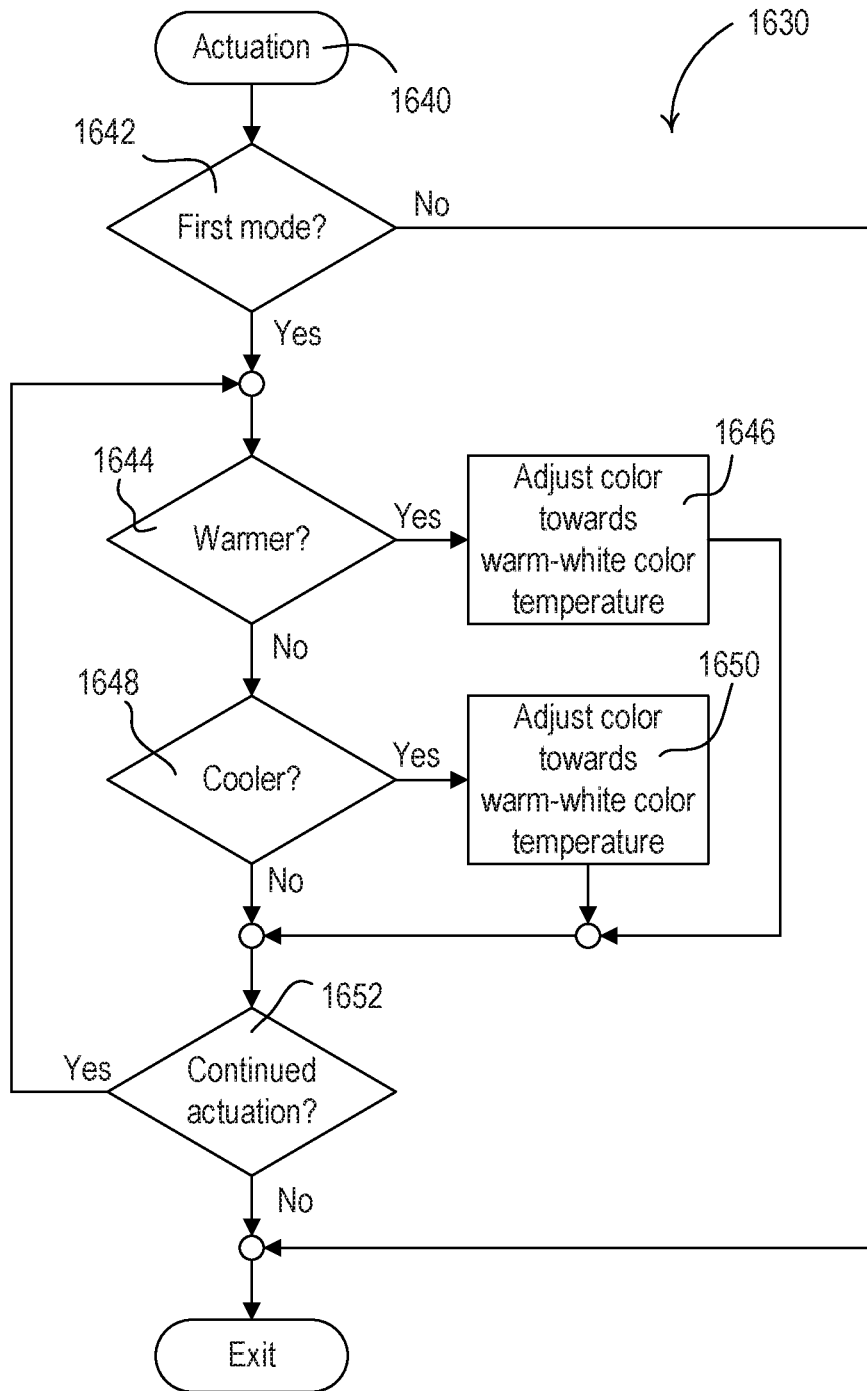 Actuation
1640
1630
1642
First mode?
No
Yes
1644
Warmer?
Yes
Adjust color
towards
warm-white color
temperature
1646
No
1648
Cooler?
Yes
Adjust color
towards
warm-white color
temperature
1650
No
1652
Continued
actuation?
Yes
No
Exit